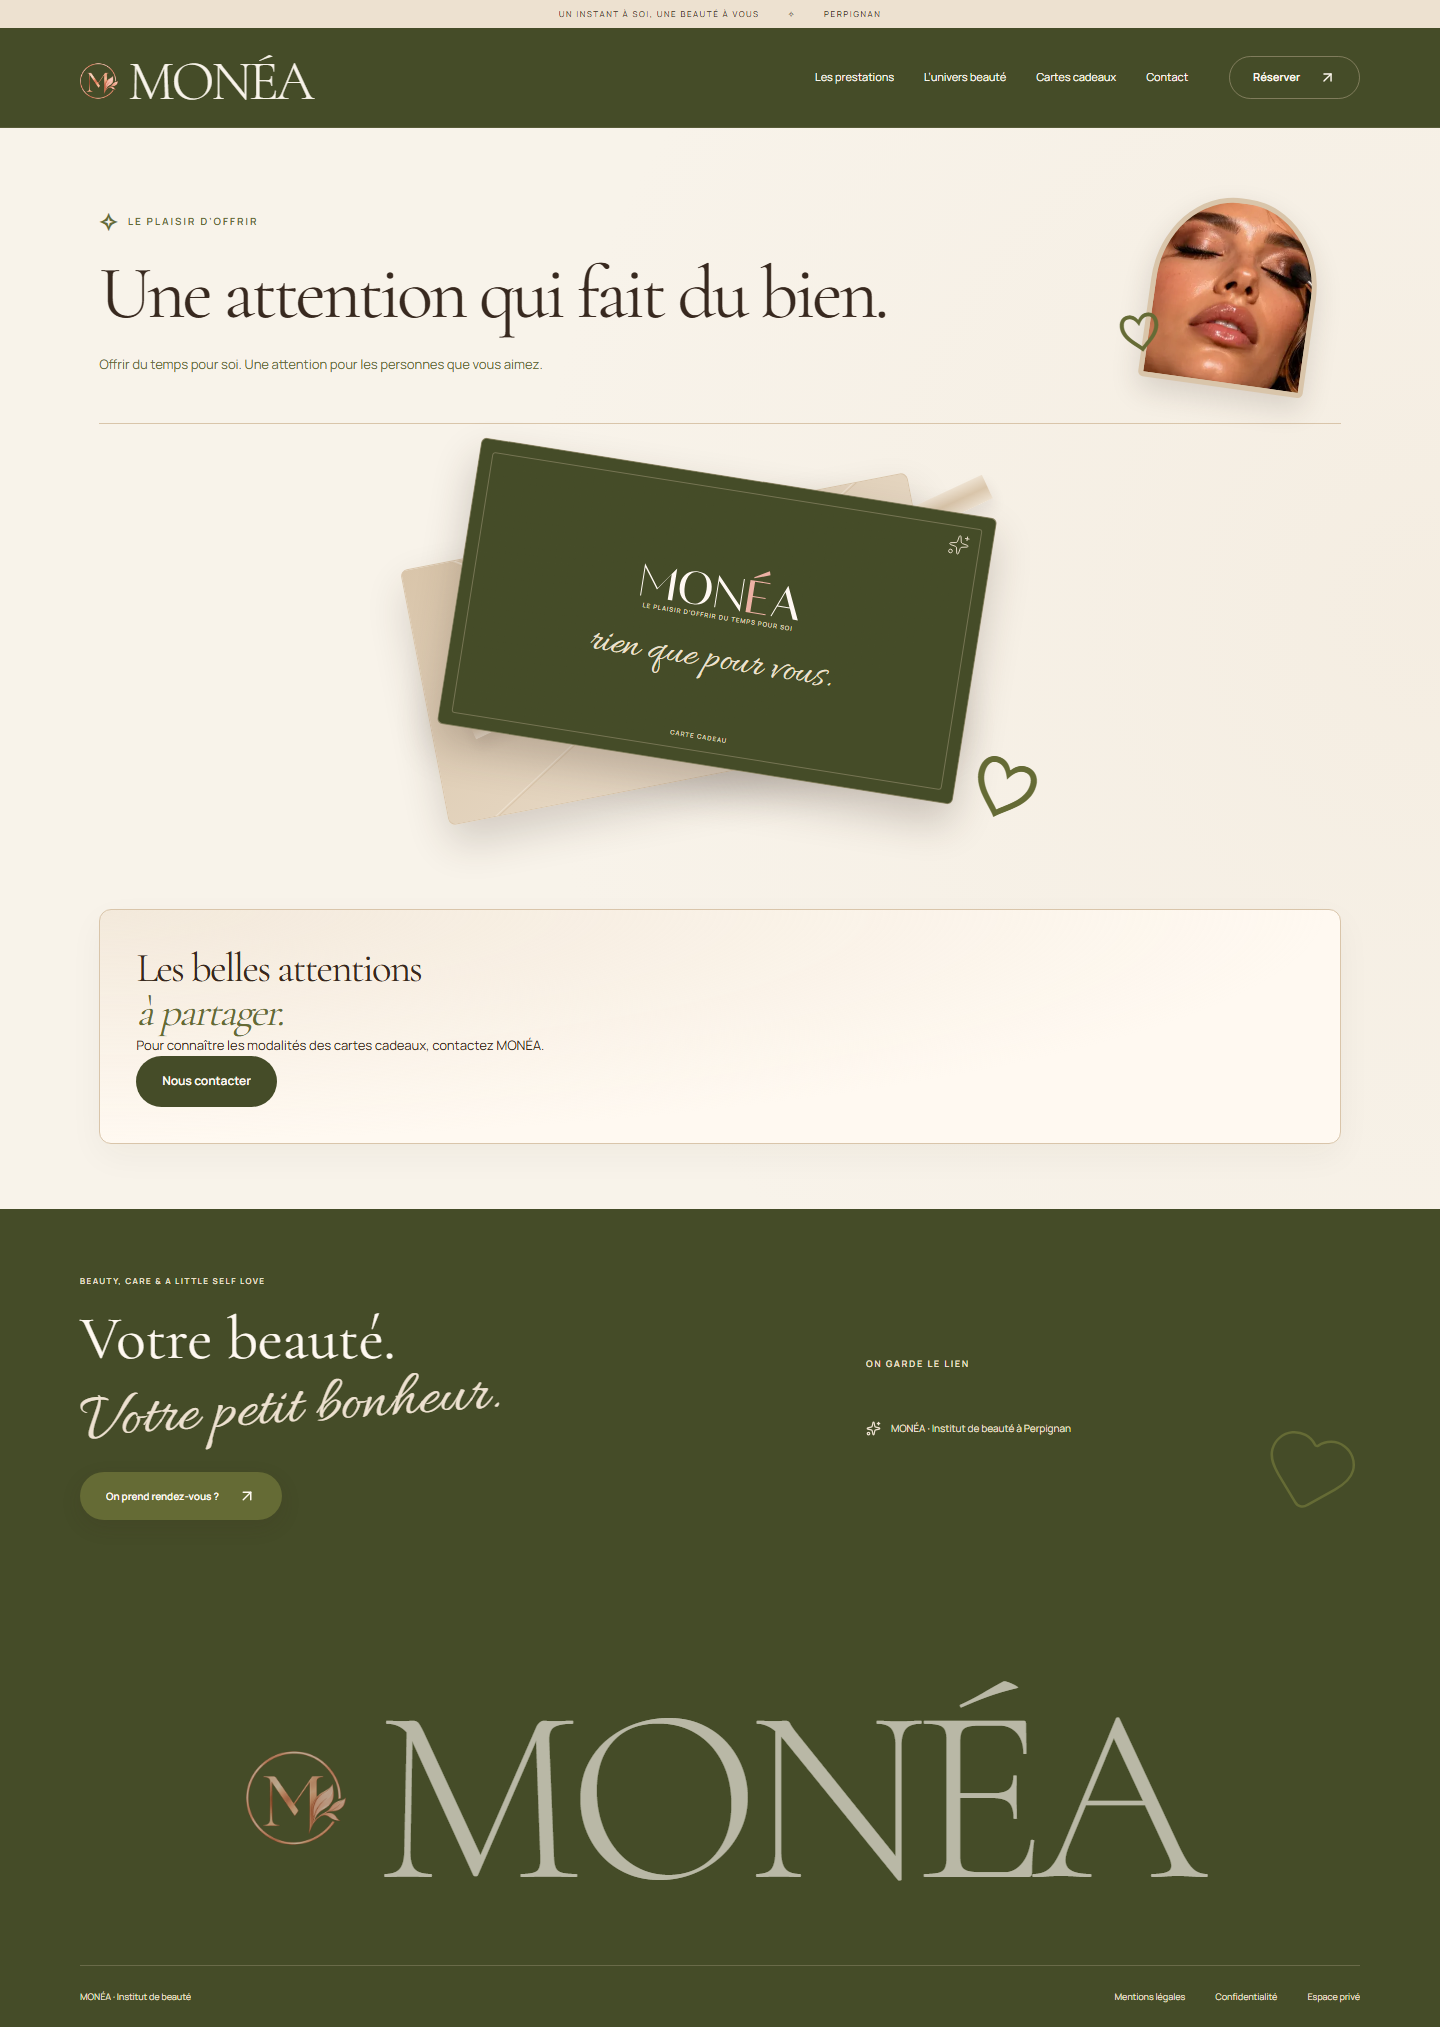 UN INSTANT À SOI, UNE BEAUTÉ À VOUS ✧ PERPIGNAN
M MONÉA
Les prestations L'univers beauté Cartes cadeaux Contact Réserver
LE PLAISIR D'OFFRIR
Une attention qui fait du bien.
Offrir du temps pour soi. Une attention pour les personnes que vous aimez.
MONÉA
LE PLAISIR D'OFFRIR DU TEMPS POUR SOI
rien que pour vous.
CARTE CADEAU
Les belles attentions
à partager.
Pour connaître les modalités des cartes cadeaux, contactez MONÉA.
Nous contacter
BEAUTY, CARE & A LITTLE SELF LOVE
Votre beauté.
Votre petit bonheur.
On prend rendez-vous ?
ON GARDE LE LIEN
MONÉA · Institut de beauté à Perpignan
M MONÉA
MONÉA · Institut de beauté
Mentions légales Confidentialité Espace privé